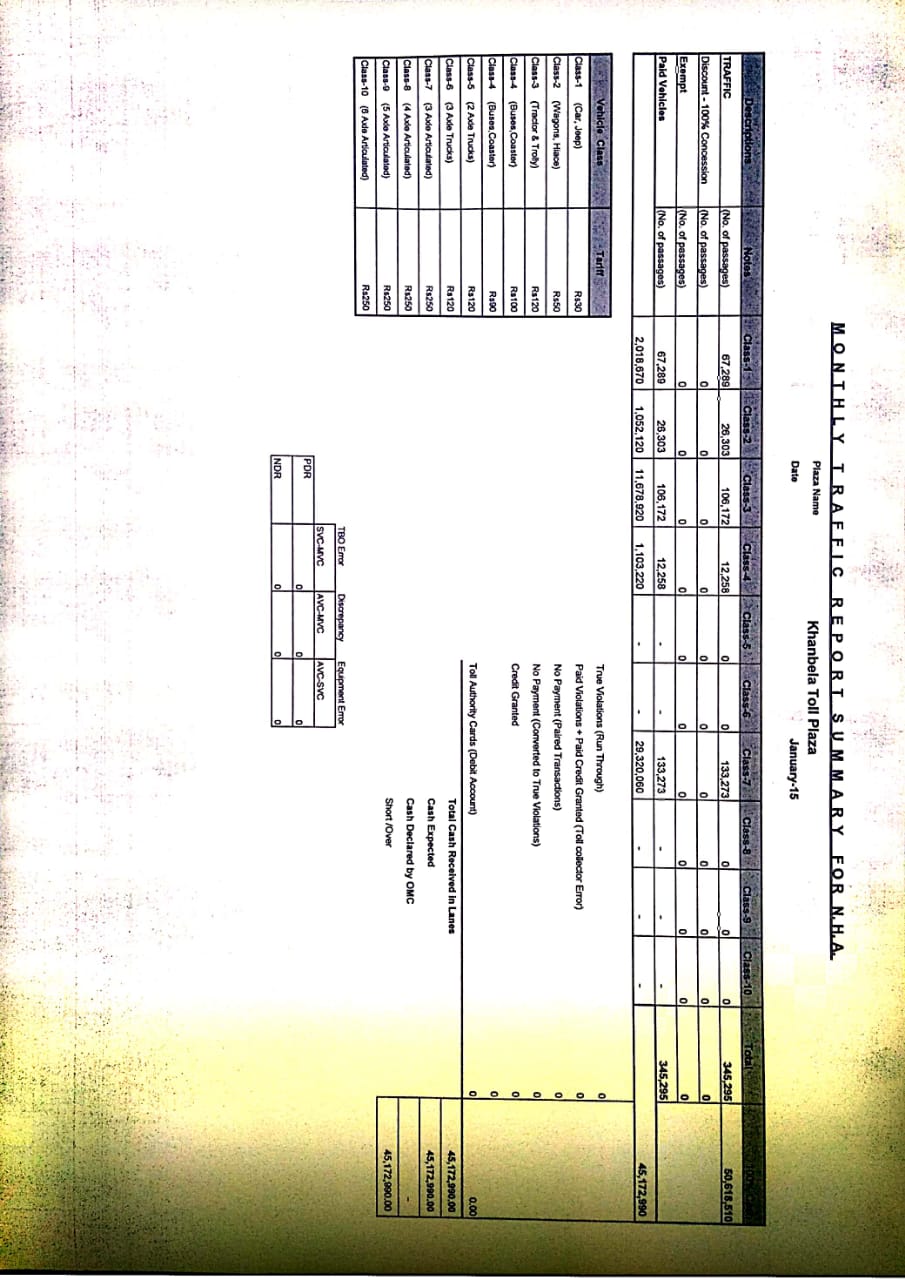 MONTHLY TRAFFIC REPORT SUMMARY FOR N.H.A.
Plaza Name Khanbela Toll Plaza
Date January-15
Descriptions Notes Class-1 Class-2 Class-3 Class-4 Class-5 Class-6 Class-7 Class-8 Class-9 Class-10 Total
TRAFFIC (No. of passages) 67,289 26,303 106,172 12,258 0 0 133,273 0 0 0 345,295 50,618,510
Discount - 100% Concession (No. of passages) 0 0 0 0 0 0 0 0 0 0 0
Exempt (No. of passages) 0 0 0 0 0 0 0 0 0 0 0
Paid Vehicles (No. of passages) 67,289 26,303 106,172 12,258 - - 133,273 - - - 345,295
2,018,670 1,052,120 11,678,920 1,103,220 - - 29,320,060 - - - 45,172,990
Vehicle Class Tariff
Class-1 (Car, Jeep) Rs30
Class-2 (Wagons, Hiace) Rs50
Class-3 (Tractor & Trolly) Rs120
Class-4 (Buses,Coaster) Rs100
Class-4 (Buses,Coaster) Rs90
Class-5 (2 Axle Trucks) Rs120
Class-6 (3 Axle Trucks) Rs120
Class-7 (3 Axle Articulated) Rs250
Class-8 (4 Axle Articulated) Rs250
Class-9 (5 Axle Articulated) Rs250
Class-10 (6 Axle Articulated) Rs250
True Violations (Run Through) 0
Paid Violations + Paid Credit Granted (Toll collector Error) 0
No Payment (Paired Transactions) 0
No Payment (Converted to True Violations) 0
Credit Granted 0
0
Toll Authority Cards (Debit Account) 0 0.00
Total Cash Received in Lanes 45,172,990.00
Cash Expected 45,172,990.00
Cash Declared by OMC -
Short /Over 45,172,990.00
TBO Error Discrepancy Equipment Error
SVC-MVC AVC-MVC AVC-SVC
PDR 0 0 0
NDR 0 0 0